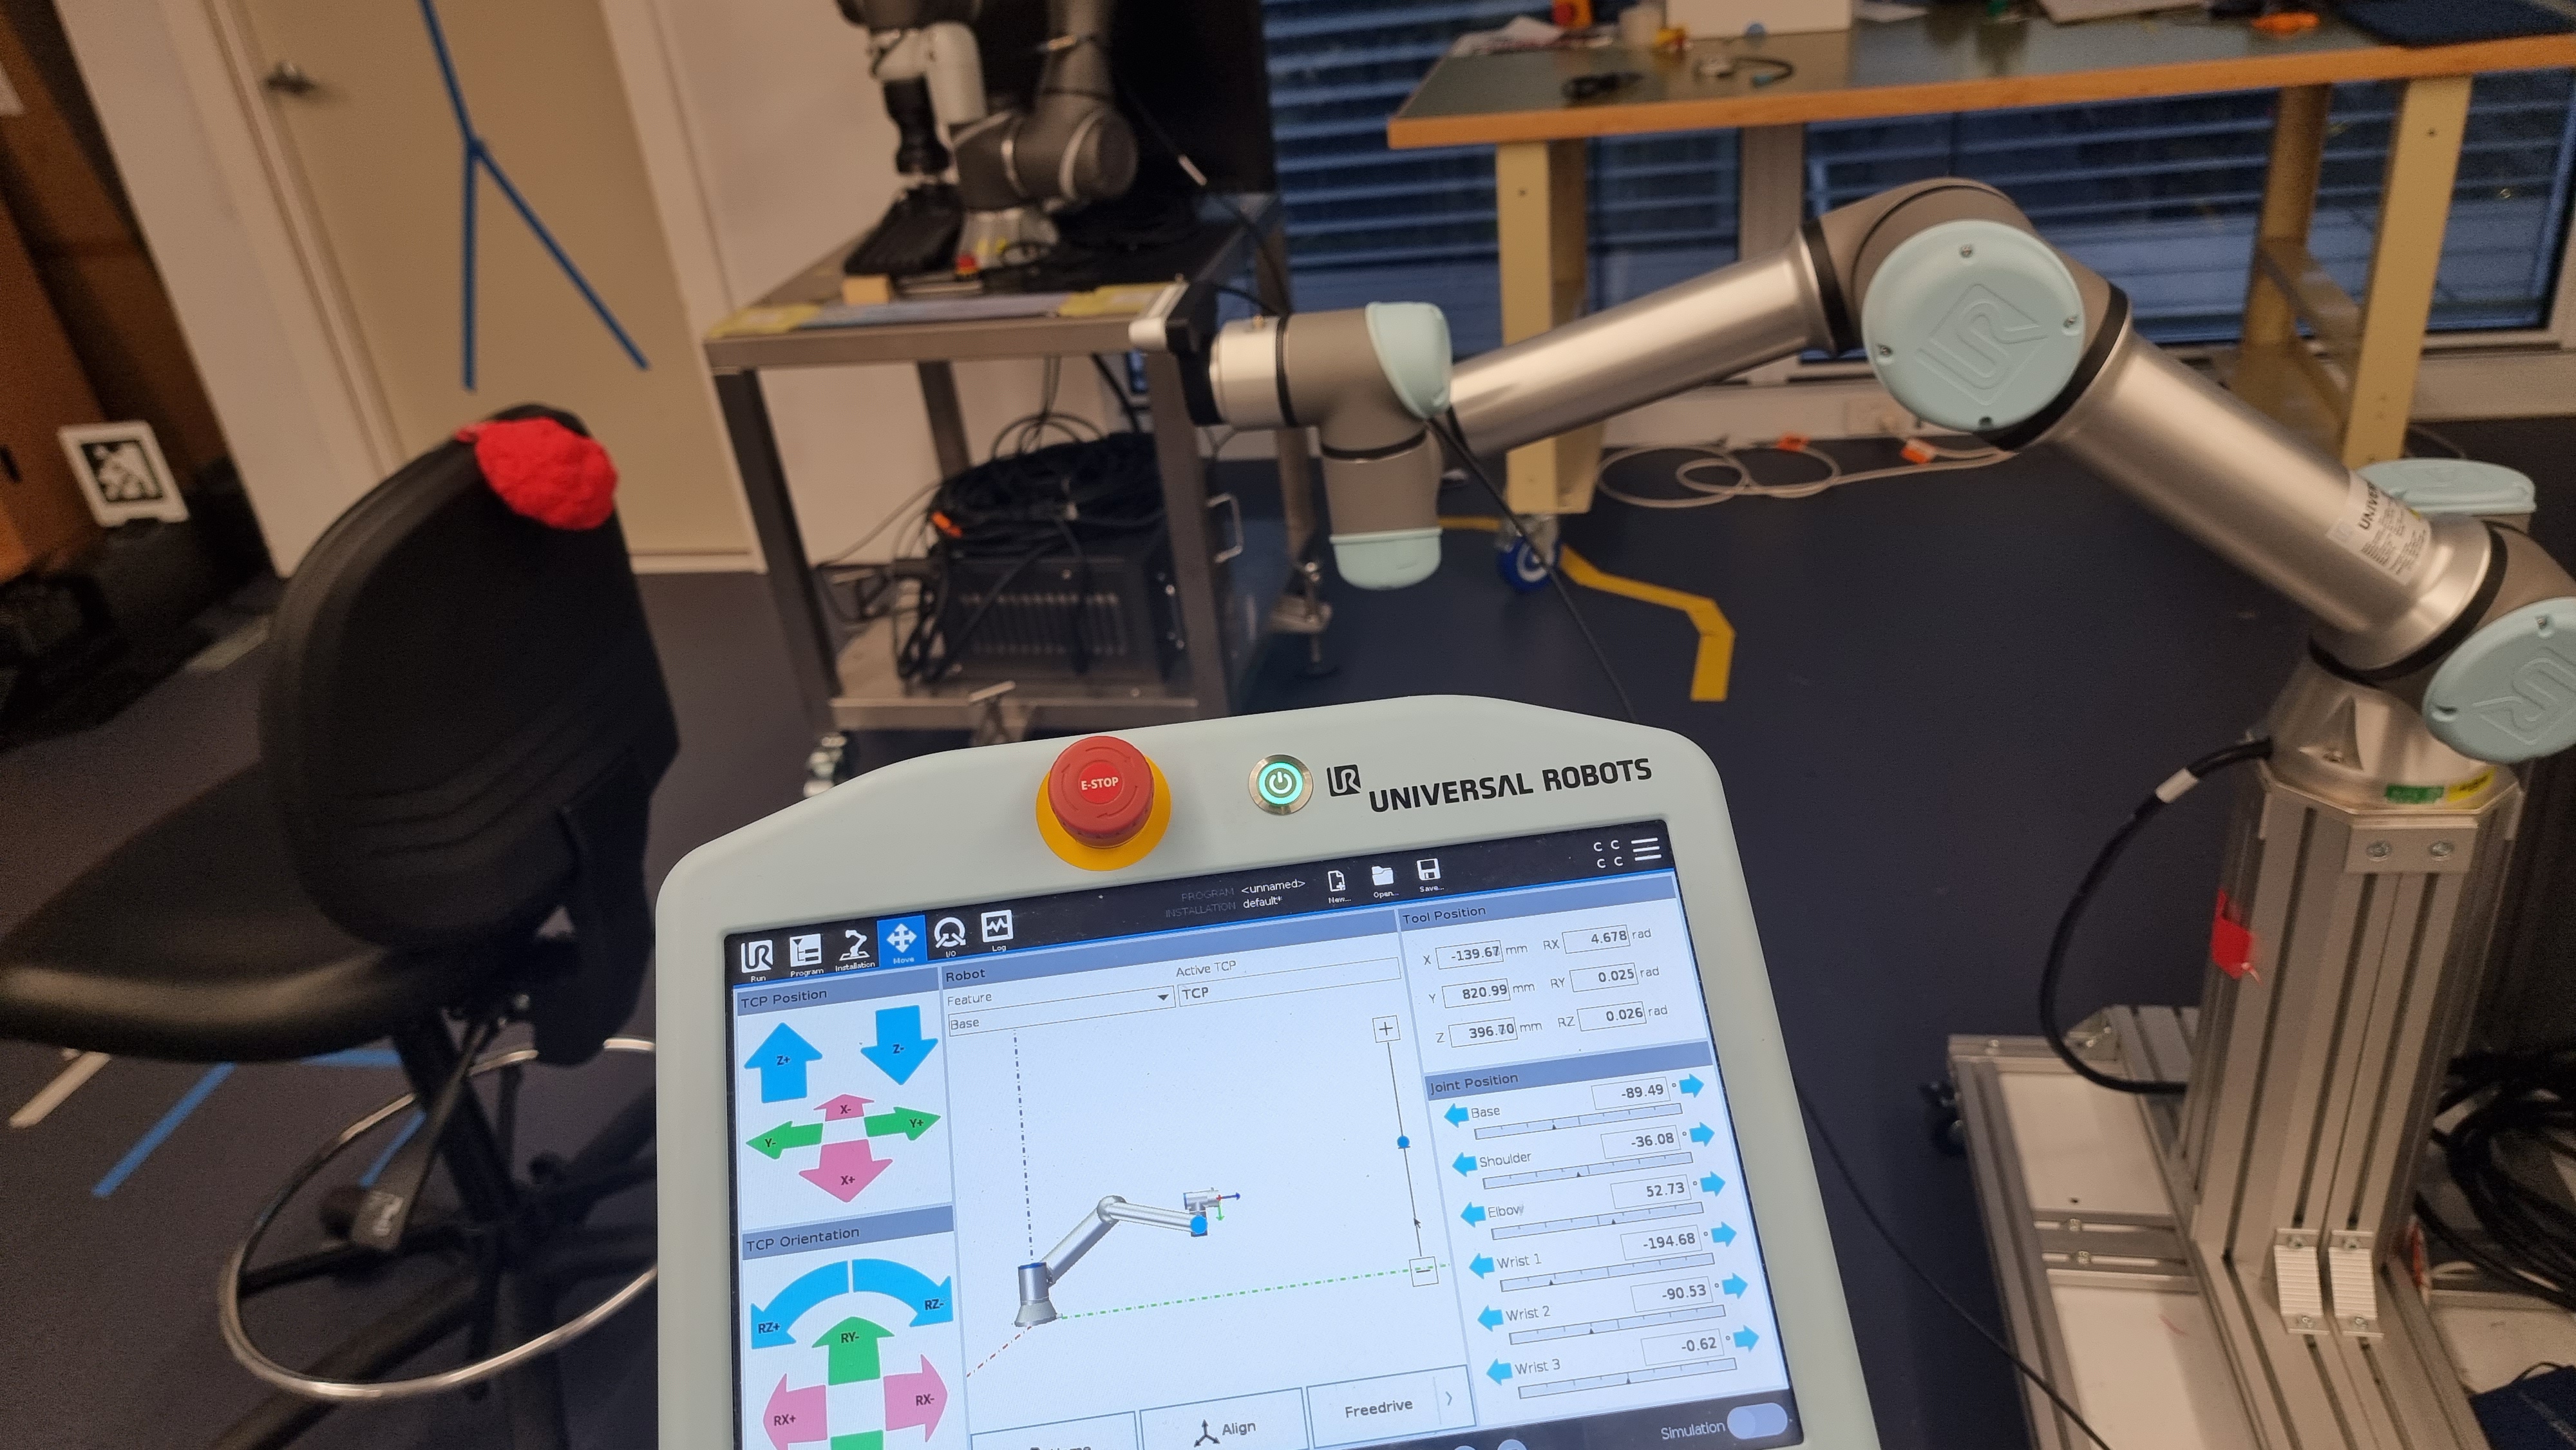 UNIVE
E-STOP
UR UNIVERSAL ROBOTS
PROGRAM <unnamed>
INSTALLATION default*
New... Open... Save...
C C
C C
Run Program Installation Move I/O Log
TCP Position
Z+ Z-
X-
Y- Y+
X+
TCP Orientation
RZ+ RZ-
RY-
RX+ RX-
Robot
Feature
Base
Active TCP
TCP
+
−
Align
Freedrive
Tool Position
X -139.67 mm RX 4.678 rad
Y 820.99 mm RY 0.025 rad
Z 396.70 mm RZ 0.026 rad
Joint Position
Base -89.49 °
Shoulder -36.08 °
Elbow 52.73 °
Wrist 1 -194.68 °
Wrist 2 -90.53 °
Wrist 3 -0.62 °
Simulation